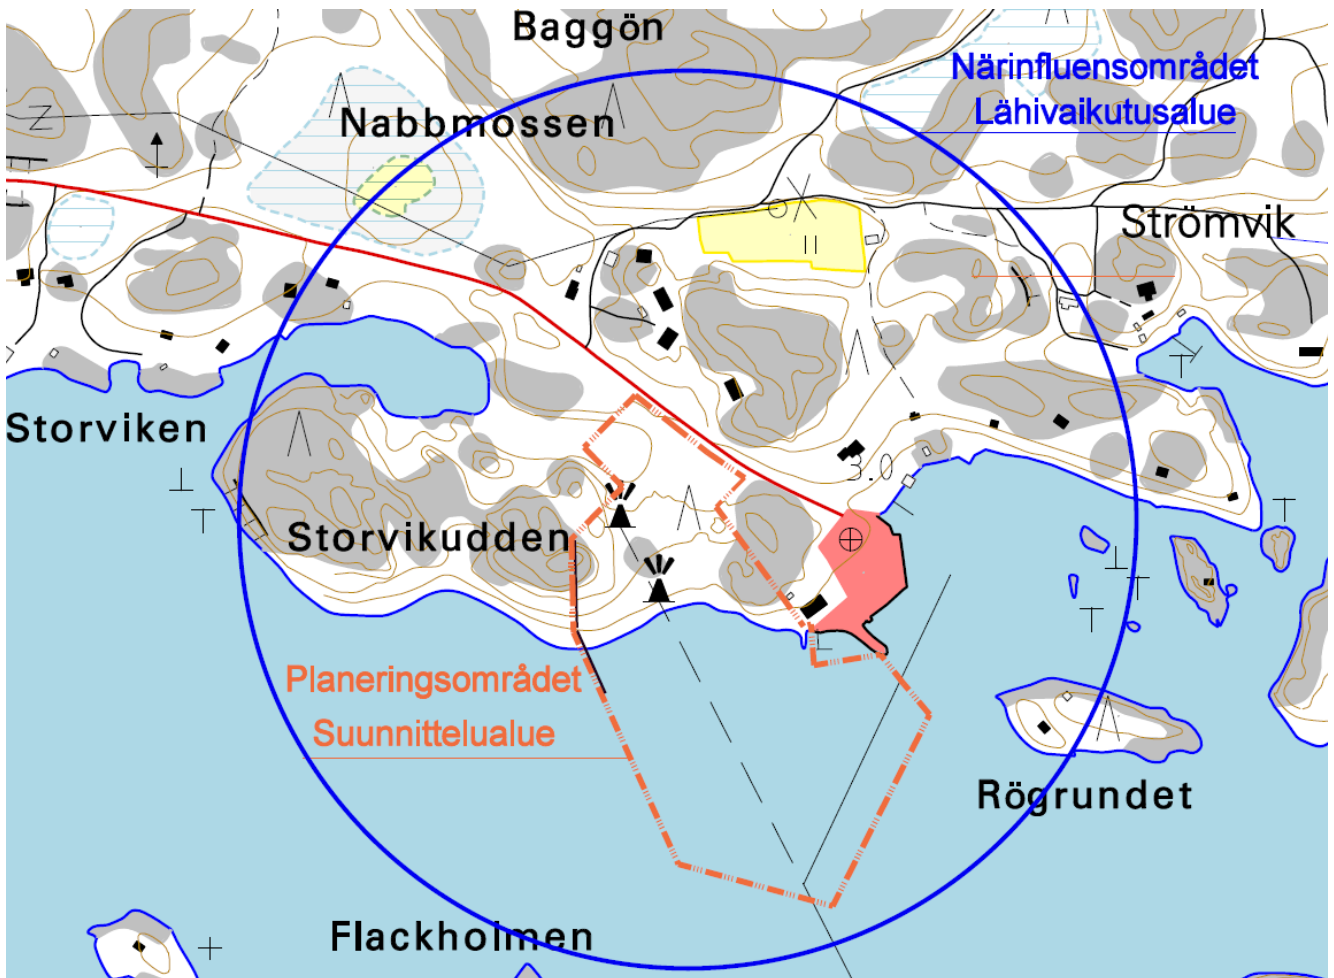 Baggön
Närinfluensområdet
Lähivaikutusalue
Nabbmossen
Strömvik
Storviken
3.0
Storvikudden
Planeringsområdet
Suunnittelualue
Rögrundet
Flackholmen